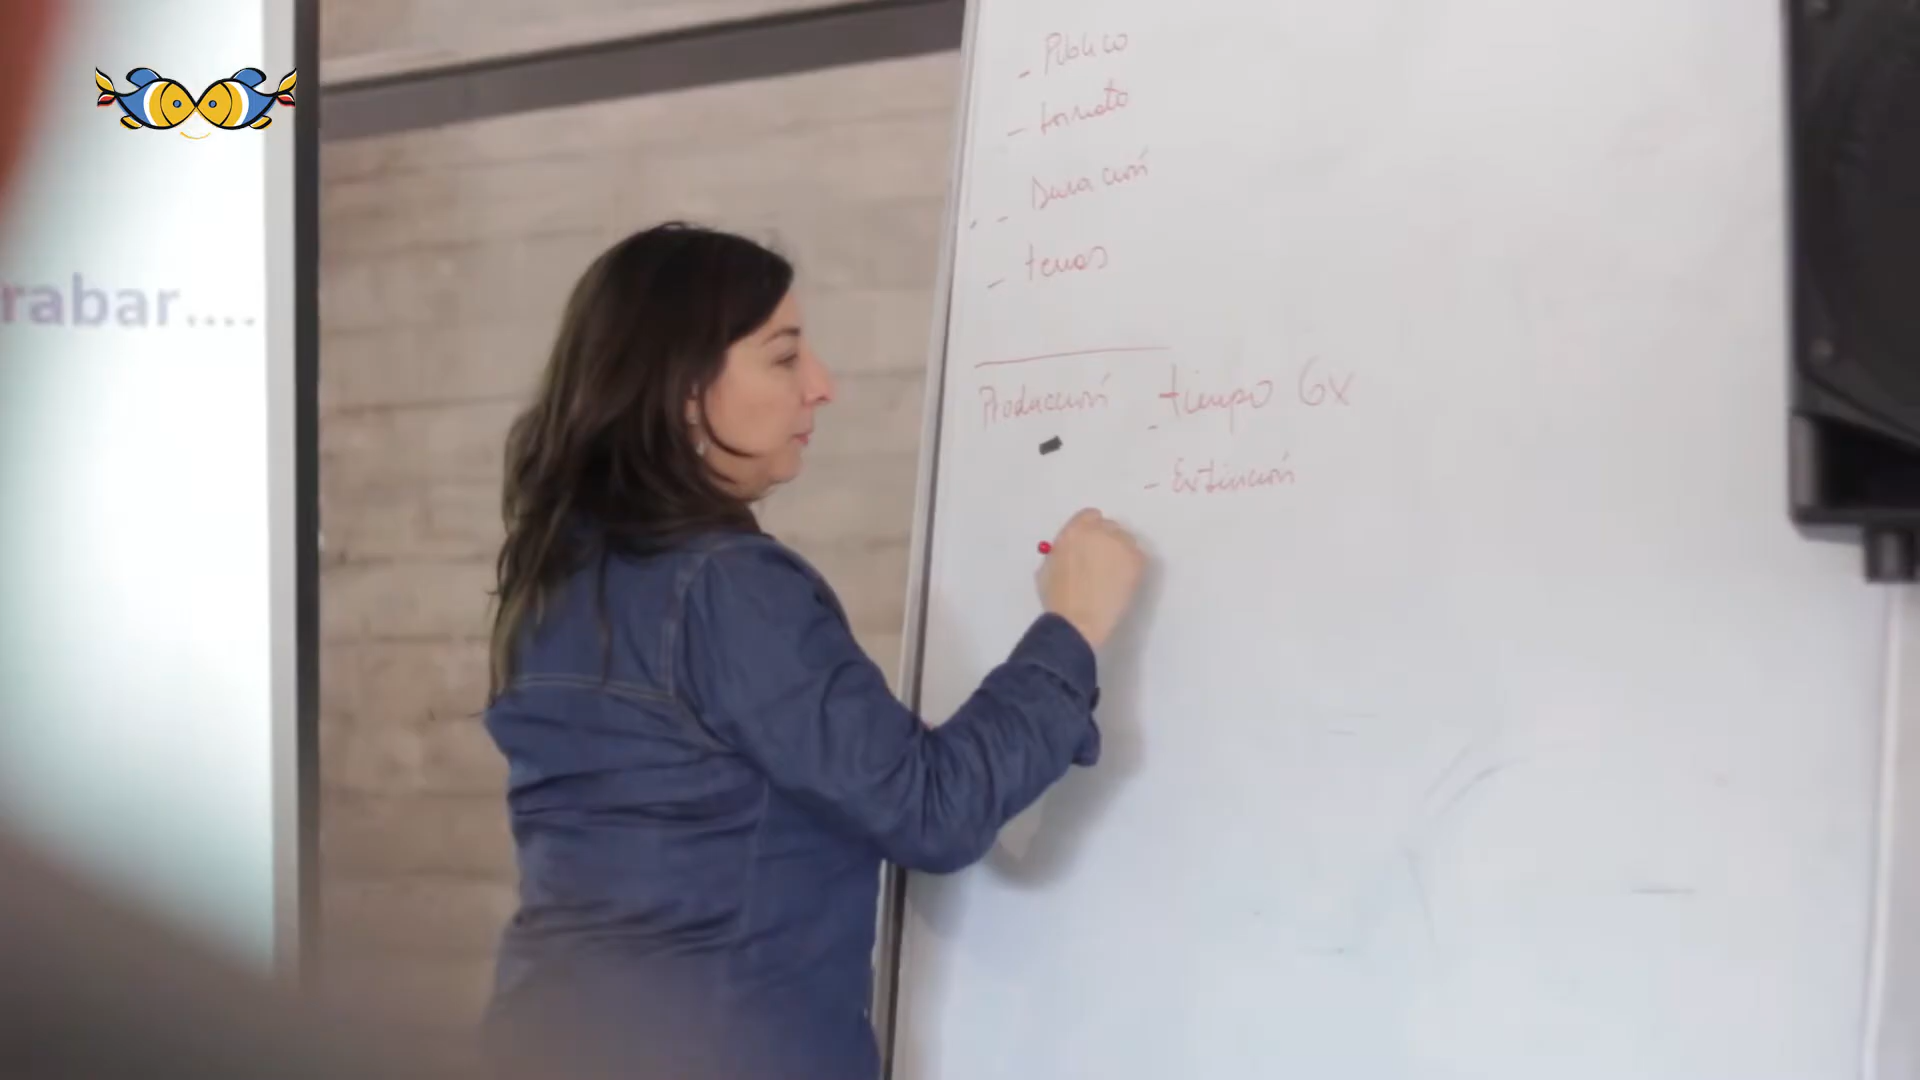 rabar....
- Público
- formato
- Duración
- temas
Producción - tiempo 6x
- Extinción